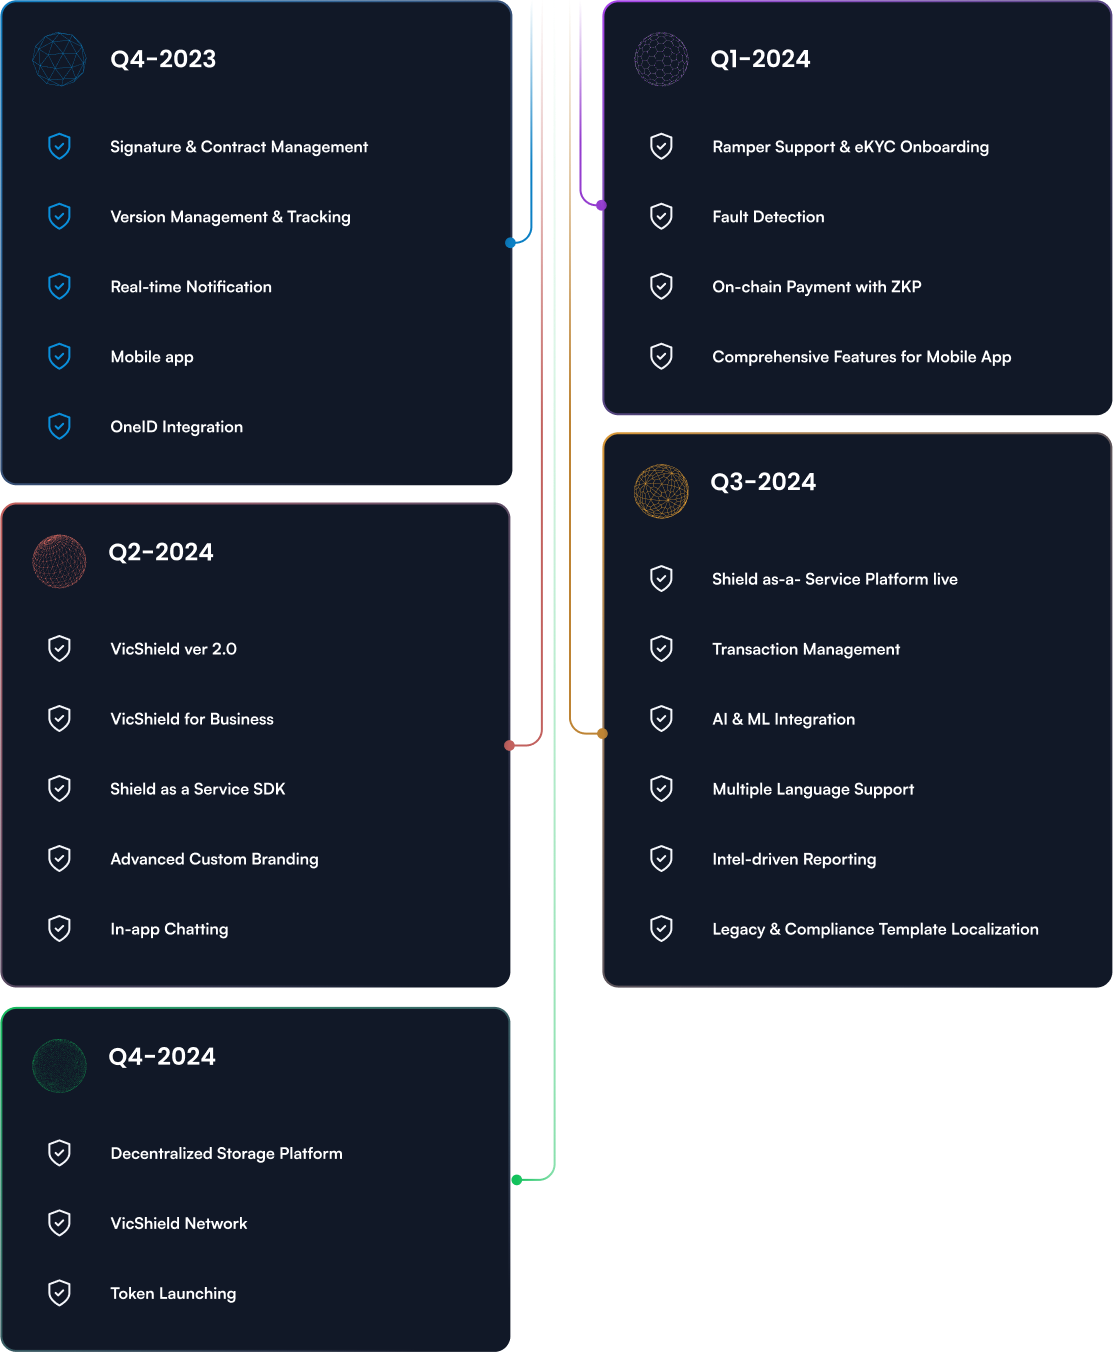 Q4-2023
Signature & Contract Management
Version Management & Tracking
Real-time Notification
Mobile app
OneID Integration
Q1-2024
Ramper Support & eKYC Onboarding
Fault Detection
On-chain Payment with ZKP
Comprehensive Features for Mobile App
Q2-2024
VicShield ver 2.0
VicShield for Business
Shield as a Service SDK
Advanced Custom Branding
In-app Chatting
Q3-2024
Shield as-a- Service Platform live
Transaction Management
AI & ML Integration
Multiple Language Support
Intel-driven Reporting
Legacy & Compliance Template Localization
Q4-2024
Decentralized Storage Platform
VicShield Network
Token Launching